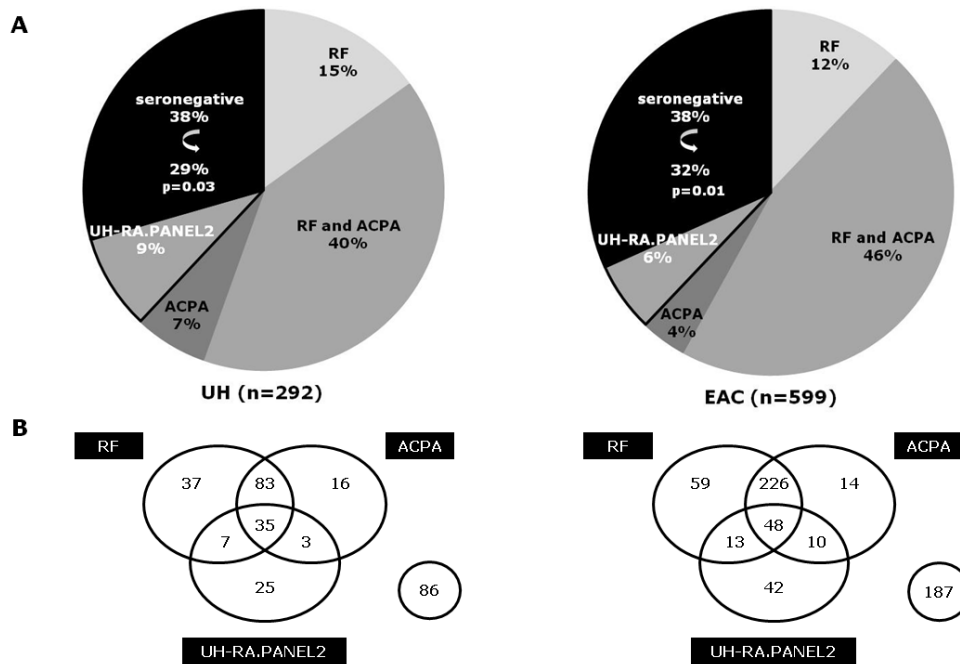 A
RF
15%
seronegative
38%
29%
p=0.03
UH-RA.PANEL2
9%
RF and ACPA
40%
ACPA
7%
UH (n=292)
RF
12%
seronegative
38%
32%
p=0.01
UH-RA.PANEL2
6%
RF and ACPA
46%
ACPA
4%
EAC (n=599)
B
RF
ACPA
37
83
16
35
7
3
25
86
UH-RA.PANEL2
RF
ACPA
59
226
14
48
13
10
42
187
UH-RA.PANEL2